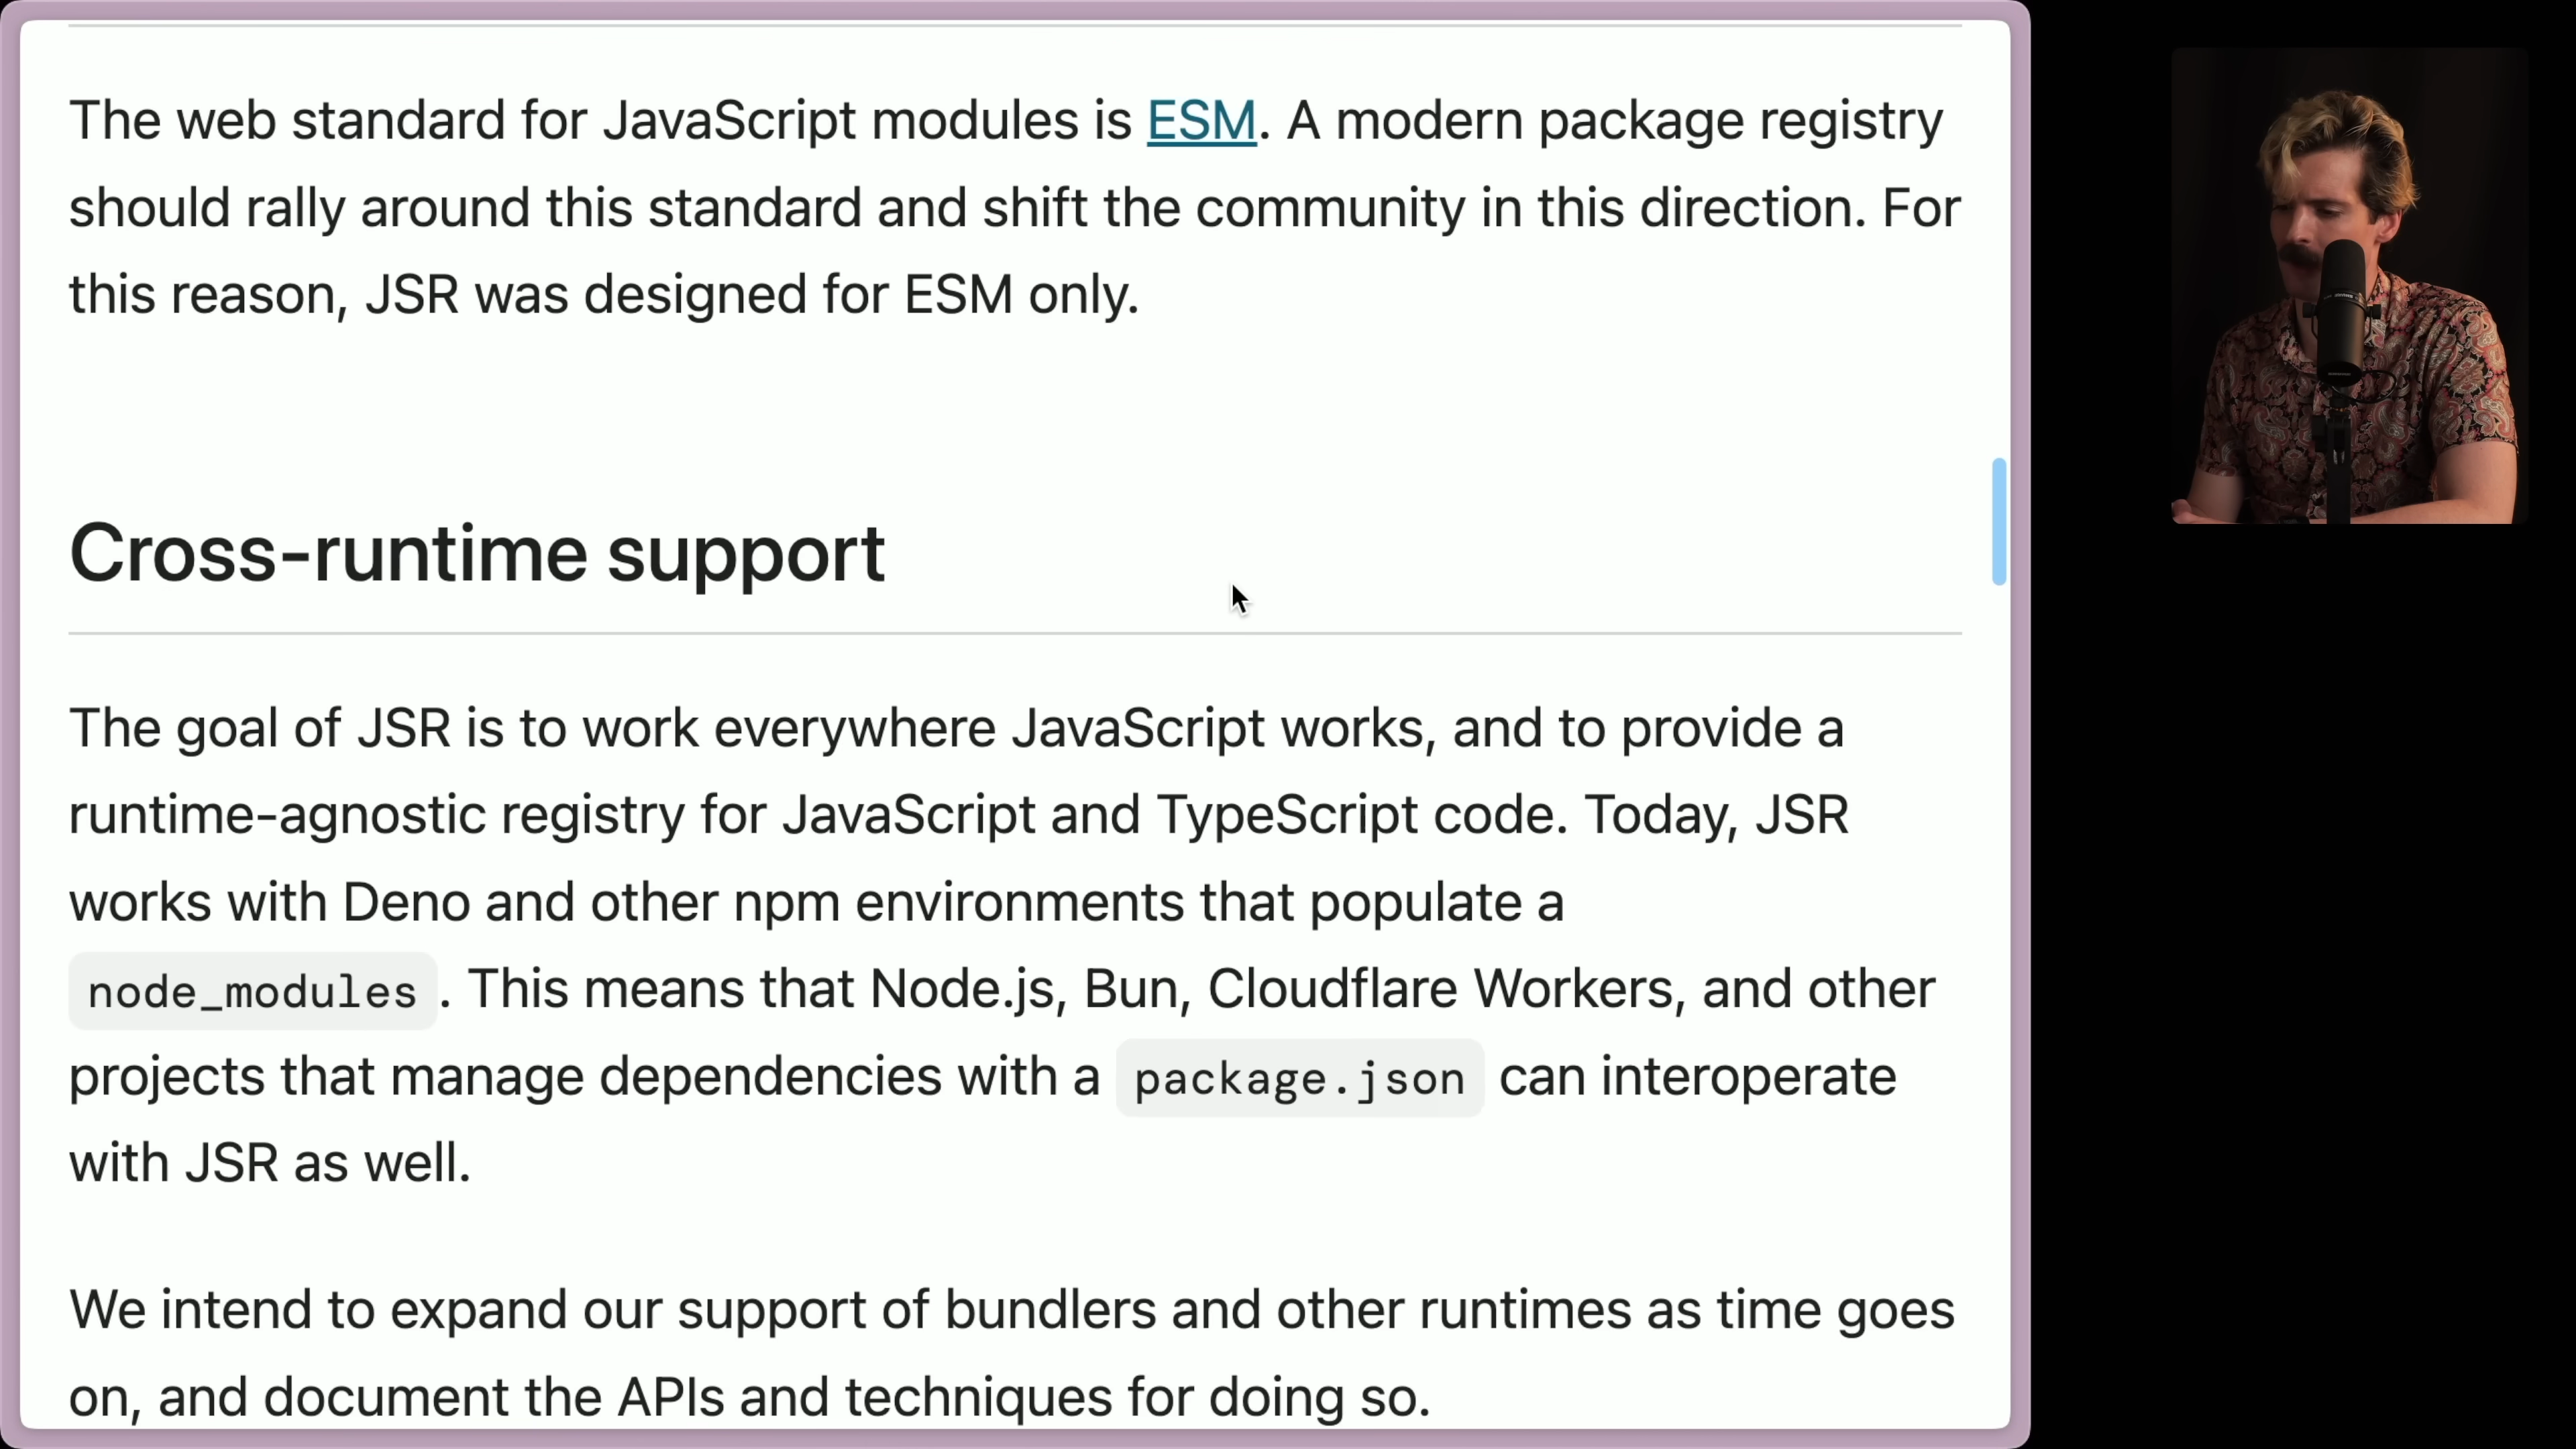 The web standard for JavaScript modules is ESM. A modern package registry
should rally around this standard and shift the community in this direction. For
this reason, JSR was designed for ESM only.
Cross-runtime support
The goal of JSR is to work everywhere JavaScript works, and to provide a
runtime-agnostic registry for JavaScript and TypeScript code. Today, JSR
works with Deno and other npm environments that populate a
node_modules. This means that Node.js, Bun, Cloudflare Workers, and other
projects that manage dependencies with a package.json can interoperate
with JSR as well.
We intend to expand our support of bundlers and other runtimes as time goes
on, and document the APIs and techniques for doing so.